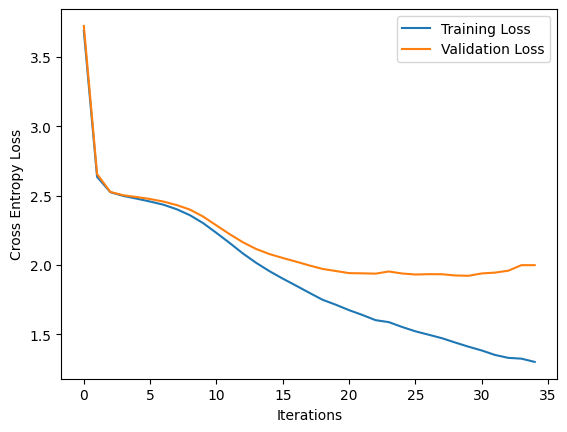 Training Loss
Validation Loss
Cross Entropy Loss
3.5
3.0
2.5
2.0
1.5
0 5 10 15 20 25 30 35
Iterations